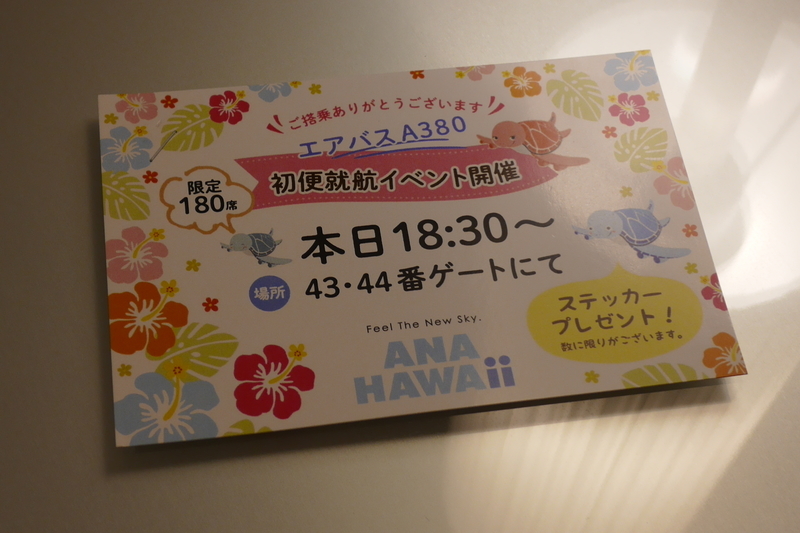 ご搭乗ありがとうございます
エアバスA380
初便就航イベント開催
限定
180席
本日18:30～
場所
43・44番ゲートにて
ステッカー
プレゼント！
数に限りがございます。
Feel The New Sky.
ANA
HAWAii